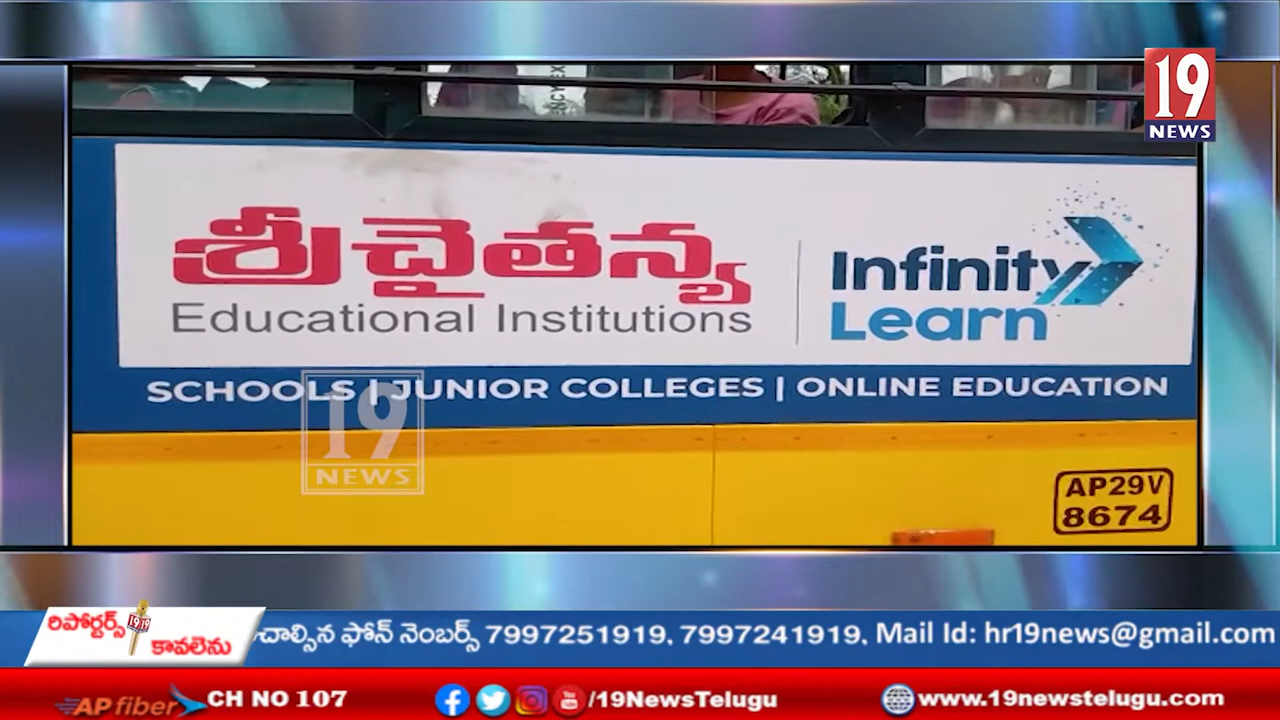 19
NEWS
శ్రీచైతన్య
Educational Institutions
Infinity
Learn
SCHOOLS | JUNIOR COLLEGES | ONLINE EDUCATION
19
NEWS
AP29V
8674
రిపోర్టర్స్
కావలెను
చాల్సిన ఫోన్ నెంబర్స్ 7997251919, 7997241919, Mail Id: hr19news@gmail.com
AP fiber CH NO 107
/19NewsTelugu
www.19newstelugu.com